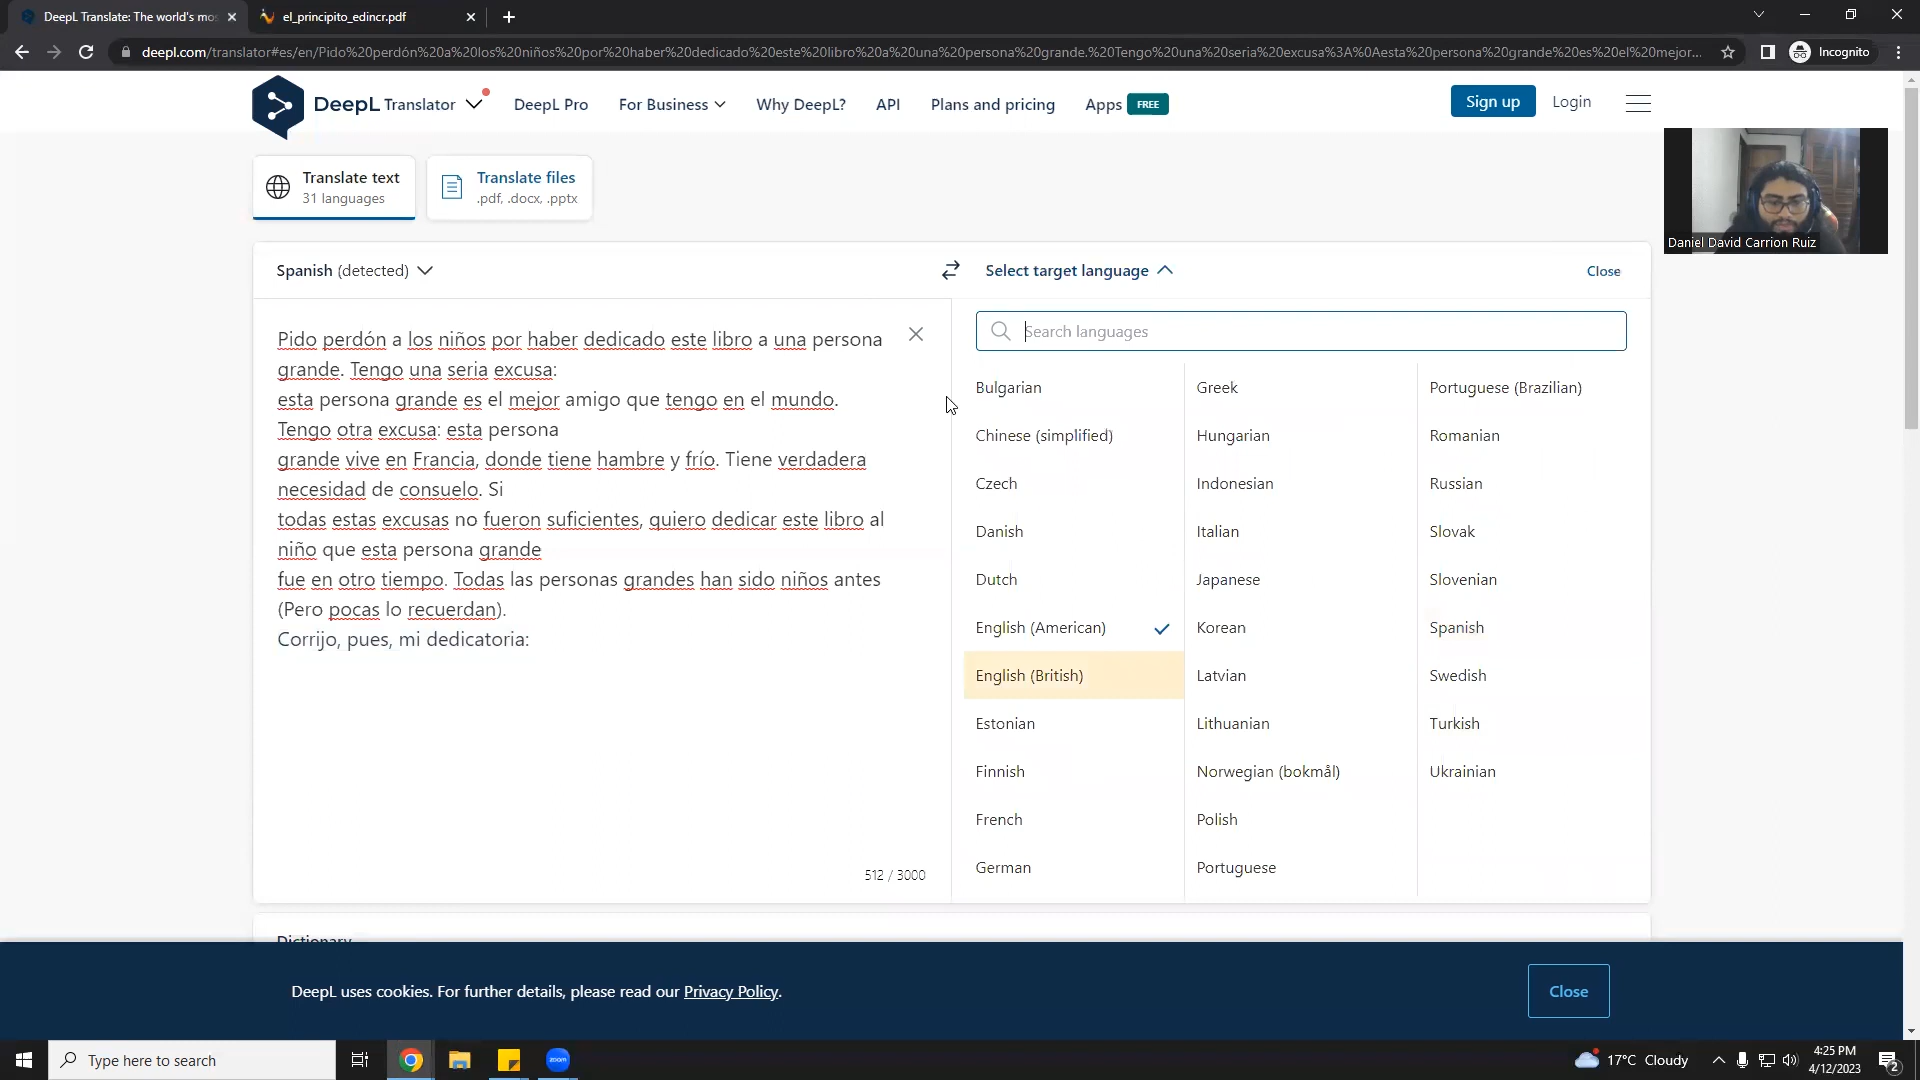 DeepL Translate: The world's mos
el_principito_edincr.pdf
deepl.com/translator#es/en/Pido%20perdón%20a%20los%20niños%20por%20haber%20dedicado%20este%20libro%20a%20una%20persona%20grande.%20Tengo%20una%20seria%20excusa%3A%0Aesta%20persona%20grande%20es%20el%20mejor...
Incognito
DeepL Translator
DeepL Pro
For Business
Why DeepL?
API
Plans and pricing
Apps FREE
Sign up
Login
Translate text
31 languages
Translate files
.pdf, .docx, .pptx
Daniel David Carrion Ruiz
Spanish (detected)
Select target language
Close
Pido perdón a los niños por haber dedicado este libro a una persona
grande. Tengo una seria excusa:
esta persona grande es el mejor amigo que tengo en el mundo.
Tengo otra excusa: esta persona
grande vive en Francia, donde tiene hambre y frío. Tiene verdadera
necesidad de consuelo. Si
todas estas excusas no fueron suficientes, quiero dedicar este libro al
niño que esta persona grande
fue en otro tiempo. Todas las personas grandes han sido niños antes
(Pero pocas lo recuerdan).
Corrijo, pues, mi dedicatoria:
512 / 3000
Search languages
Bulgarian
Chinese (simplified)
Czech
Danish
Dutch
English (American)
English (British)
Estonian
Finnish
French
German
Greek
Hungarian
Indonesian
Italian
Japanese
Korean
Latvian
Lithuanian
Norwegian (bokmål)
Polish
Portuguese
Portuguese (Brazilian)
Romanian
Russian
Slovak
Slovenian
Spanish
Swedish
Turkish
Ukrainian
Dictionary
DeepL uses cookies. For further details, please read our Privacy Policy.
Close
Type here to search
zoom
17°C Cloudy
4:25 PM
4/12/2023
2